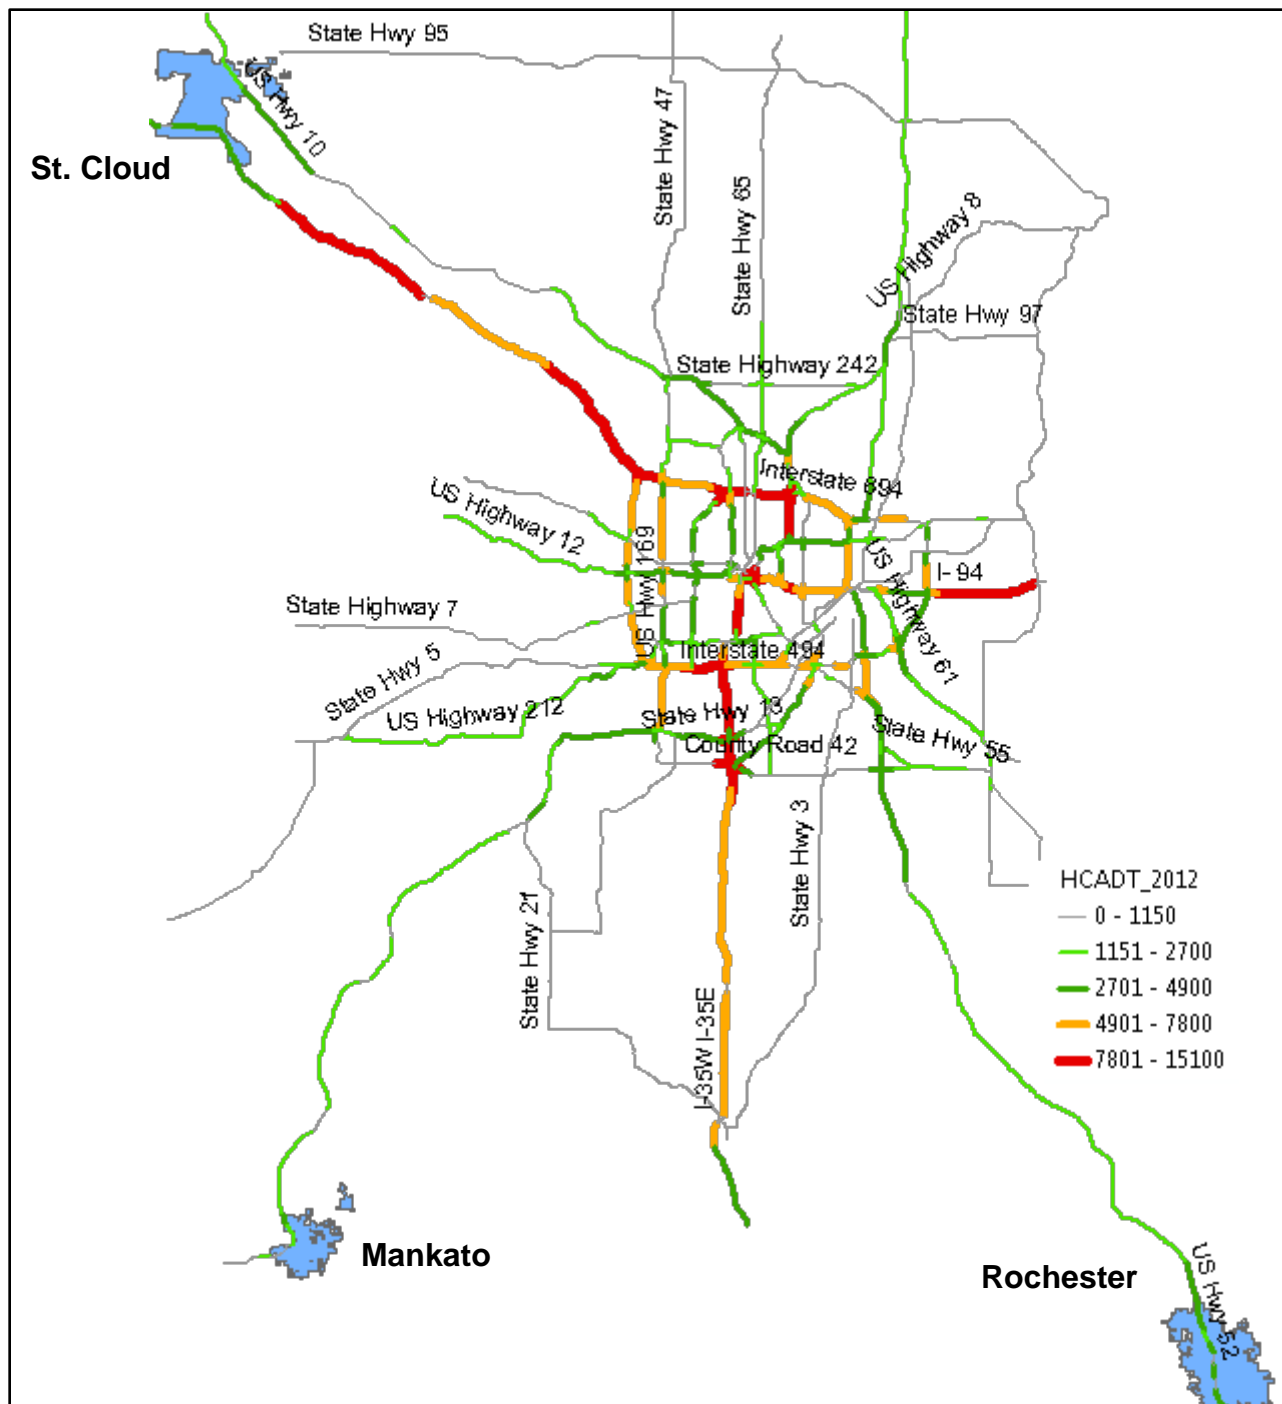 State Hwy 95
US Hwy 10
State Hwy 47
St. Cloud
State Hwy 65
US Highway 8
State Hwy 97
State Highway 242
Interstate 694
US Highway 12
US Hwy 169
US Highway 61
I- 94
State Highway 7
State Hwy 5
Interstate 494
US Highway 212
State Hwy 13
State Hwy 55
County Road 42
State Hwy 3
HCADT_2012
0 - 1150
1151 - 2700
2701 - 4900
4901 - 7800
7801 - 15100
State Hwy 21
I-35W I-35E
Mankato
Rochester
US Hwy 52